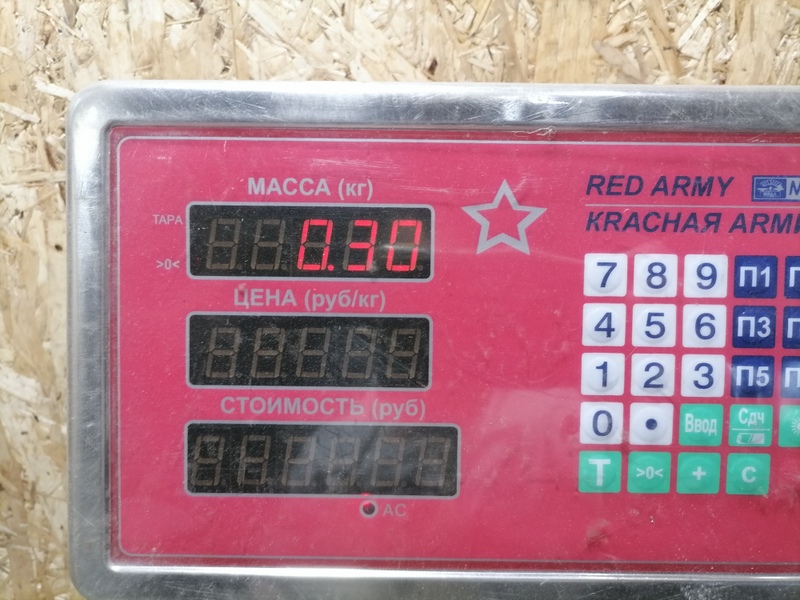 МАССА (кг)
ТАРА
>0<
0.30
RED ARMY
КRАСНАЯ ARM
ЦЕНА (руб/кг)
СТОИМОСТЬ (руб)
AC
7 8 9 П1
4 5 6 П3
1 2 3 П5
0 • Ввод Сдч
Т >0< + С